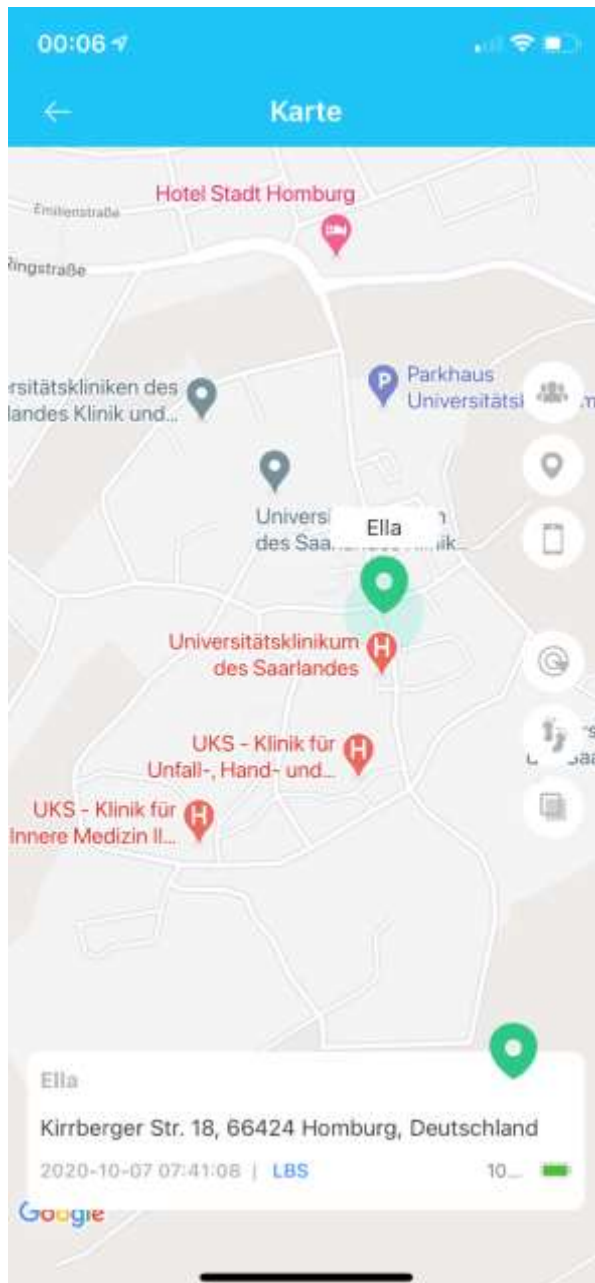 00:06
Karte
Hotel Stadt Homburg
Emilienstraße
Ringstraße
rsitätskliniken des
landes Klinik und...
Parkhaus
Universitätskl
Universi
des Saa
Ella
Universitätsklinikum
des Saarlandes
UKS - Klinik für
Unfall-, Hand- und...
UKS - Klinik für
Innere Medizin II...
Ella
Kirrberger Str. 18, 66424 Homburg, Deutschland
2020-10-07 07:41:08 | LBS 10...
Google